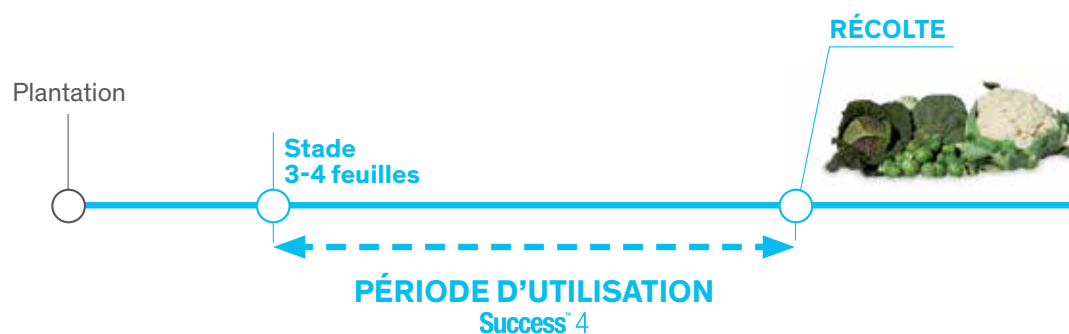 RÉCOLTE
Plantation
Stade
3-4 feuilles
PÉRIODE D’UTILISATION
Success™ 4